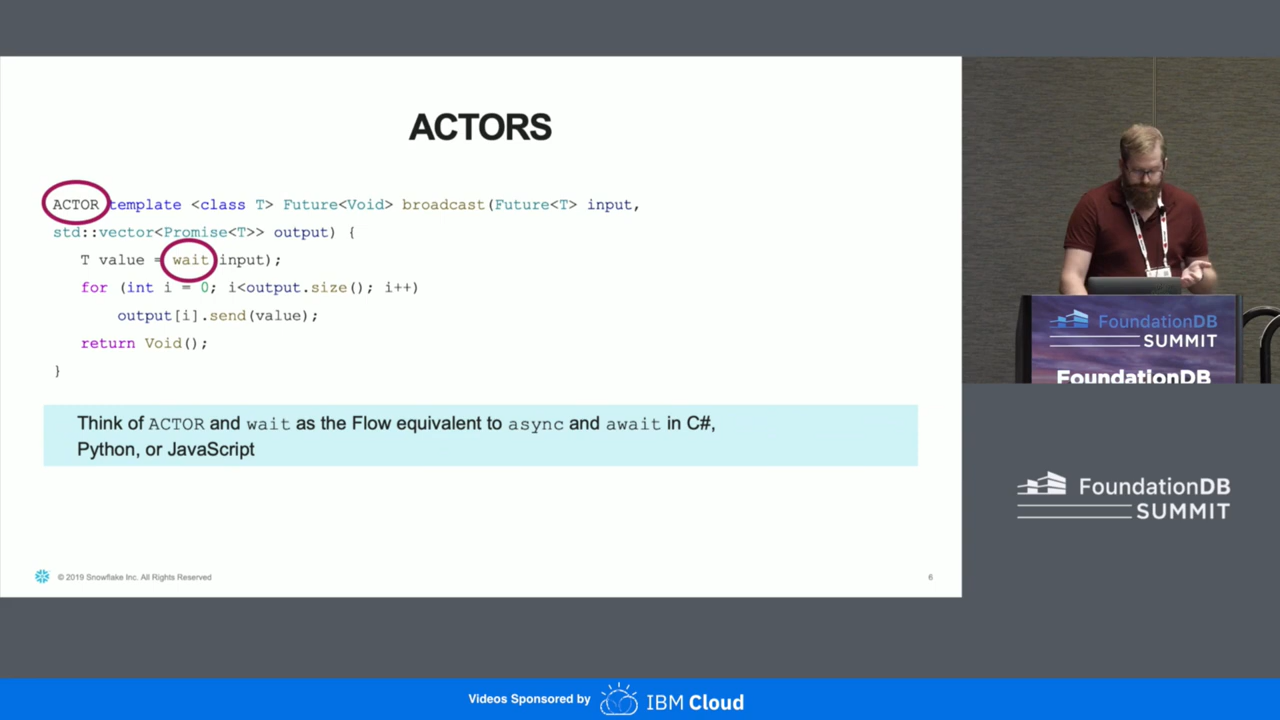 ACTORS
ACTOR template <class T> Future<Void> broadcast(Future<T> input,
std::vector<Promise<T>> output) {
T value = wait(input);
for (int i = 0; i<output.size(); i++)
output[i].send(value);
return Void();
}
Think of ACTOR and wait as the Flow equivalent to async and await in C#,
Python, or JavaScript
© 2019 Snowflake Inc. All Rights Reserved
6
FoundationDB
SUMMIT
FoundationDB
FoundationDB
SUMMIT
Videos Sponsored by IBM Cloud